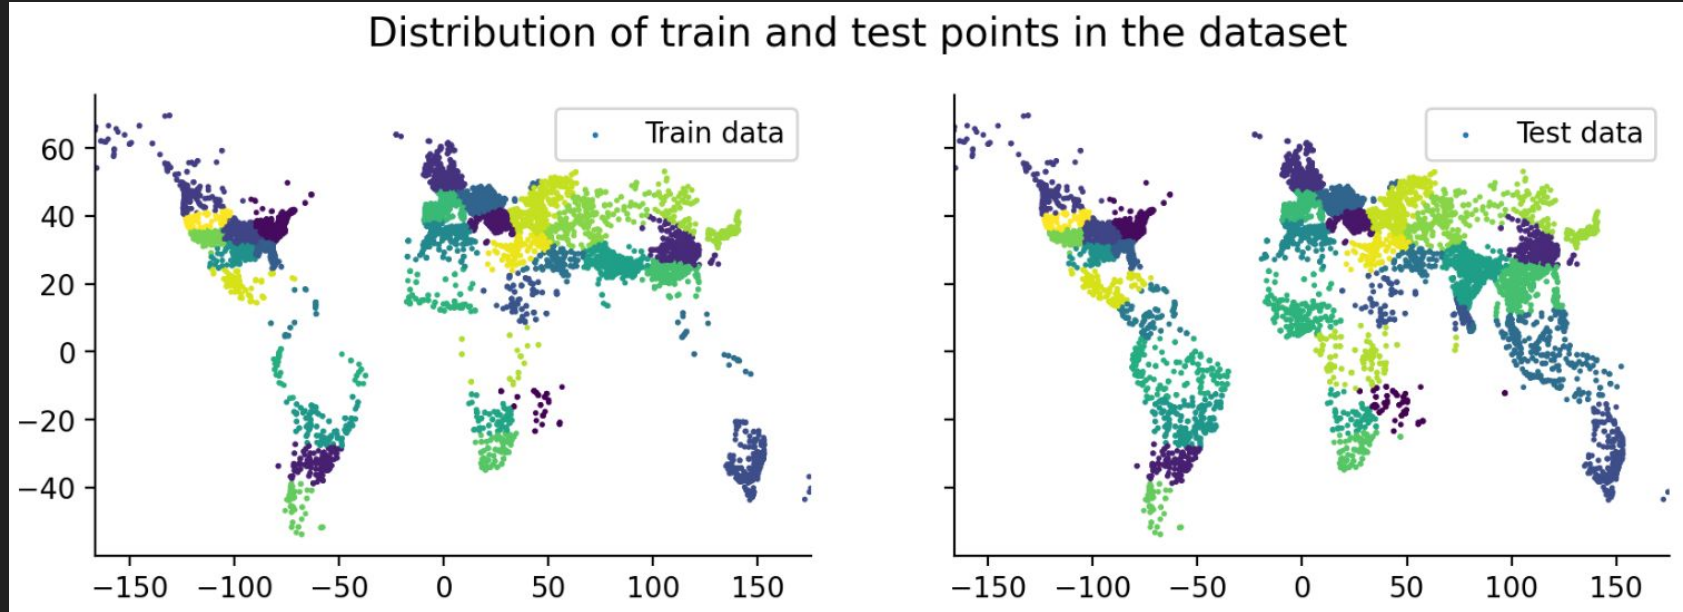 Distribution of train and test points in the dataset
Train data
60
40
20
0
−20
−40
−150 −100 −50 0 50 100 150
Test data
−150 −100 −50 0 50 100 150